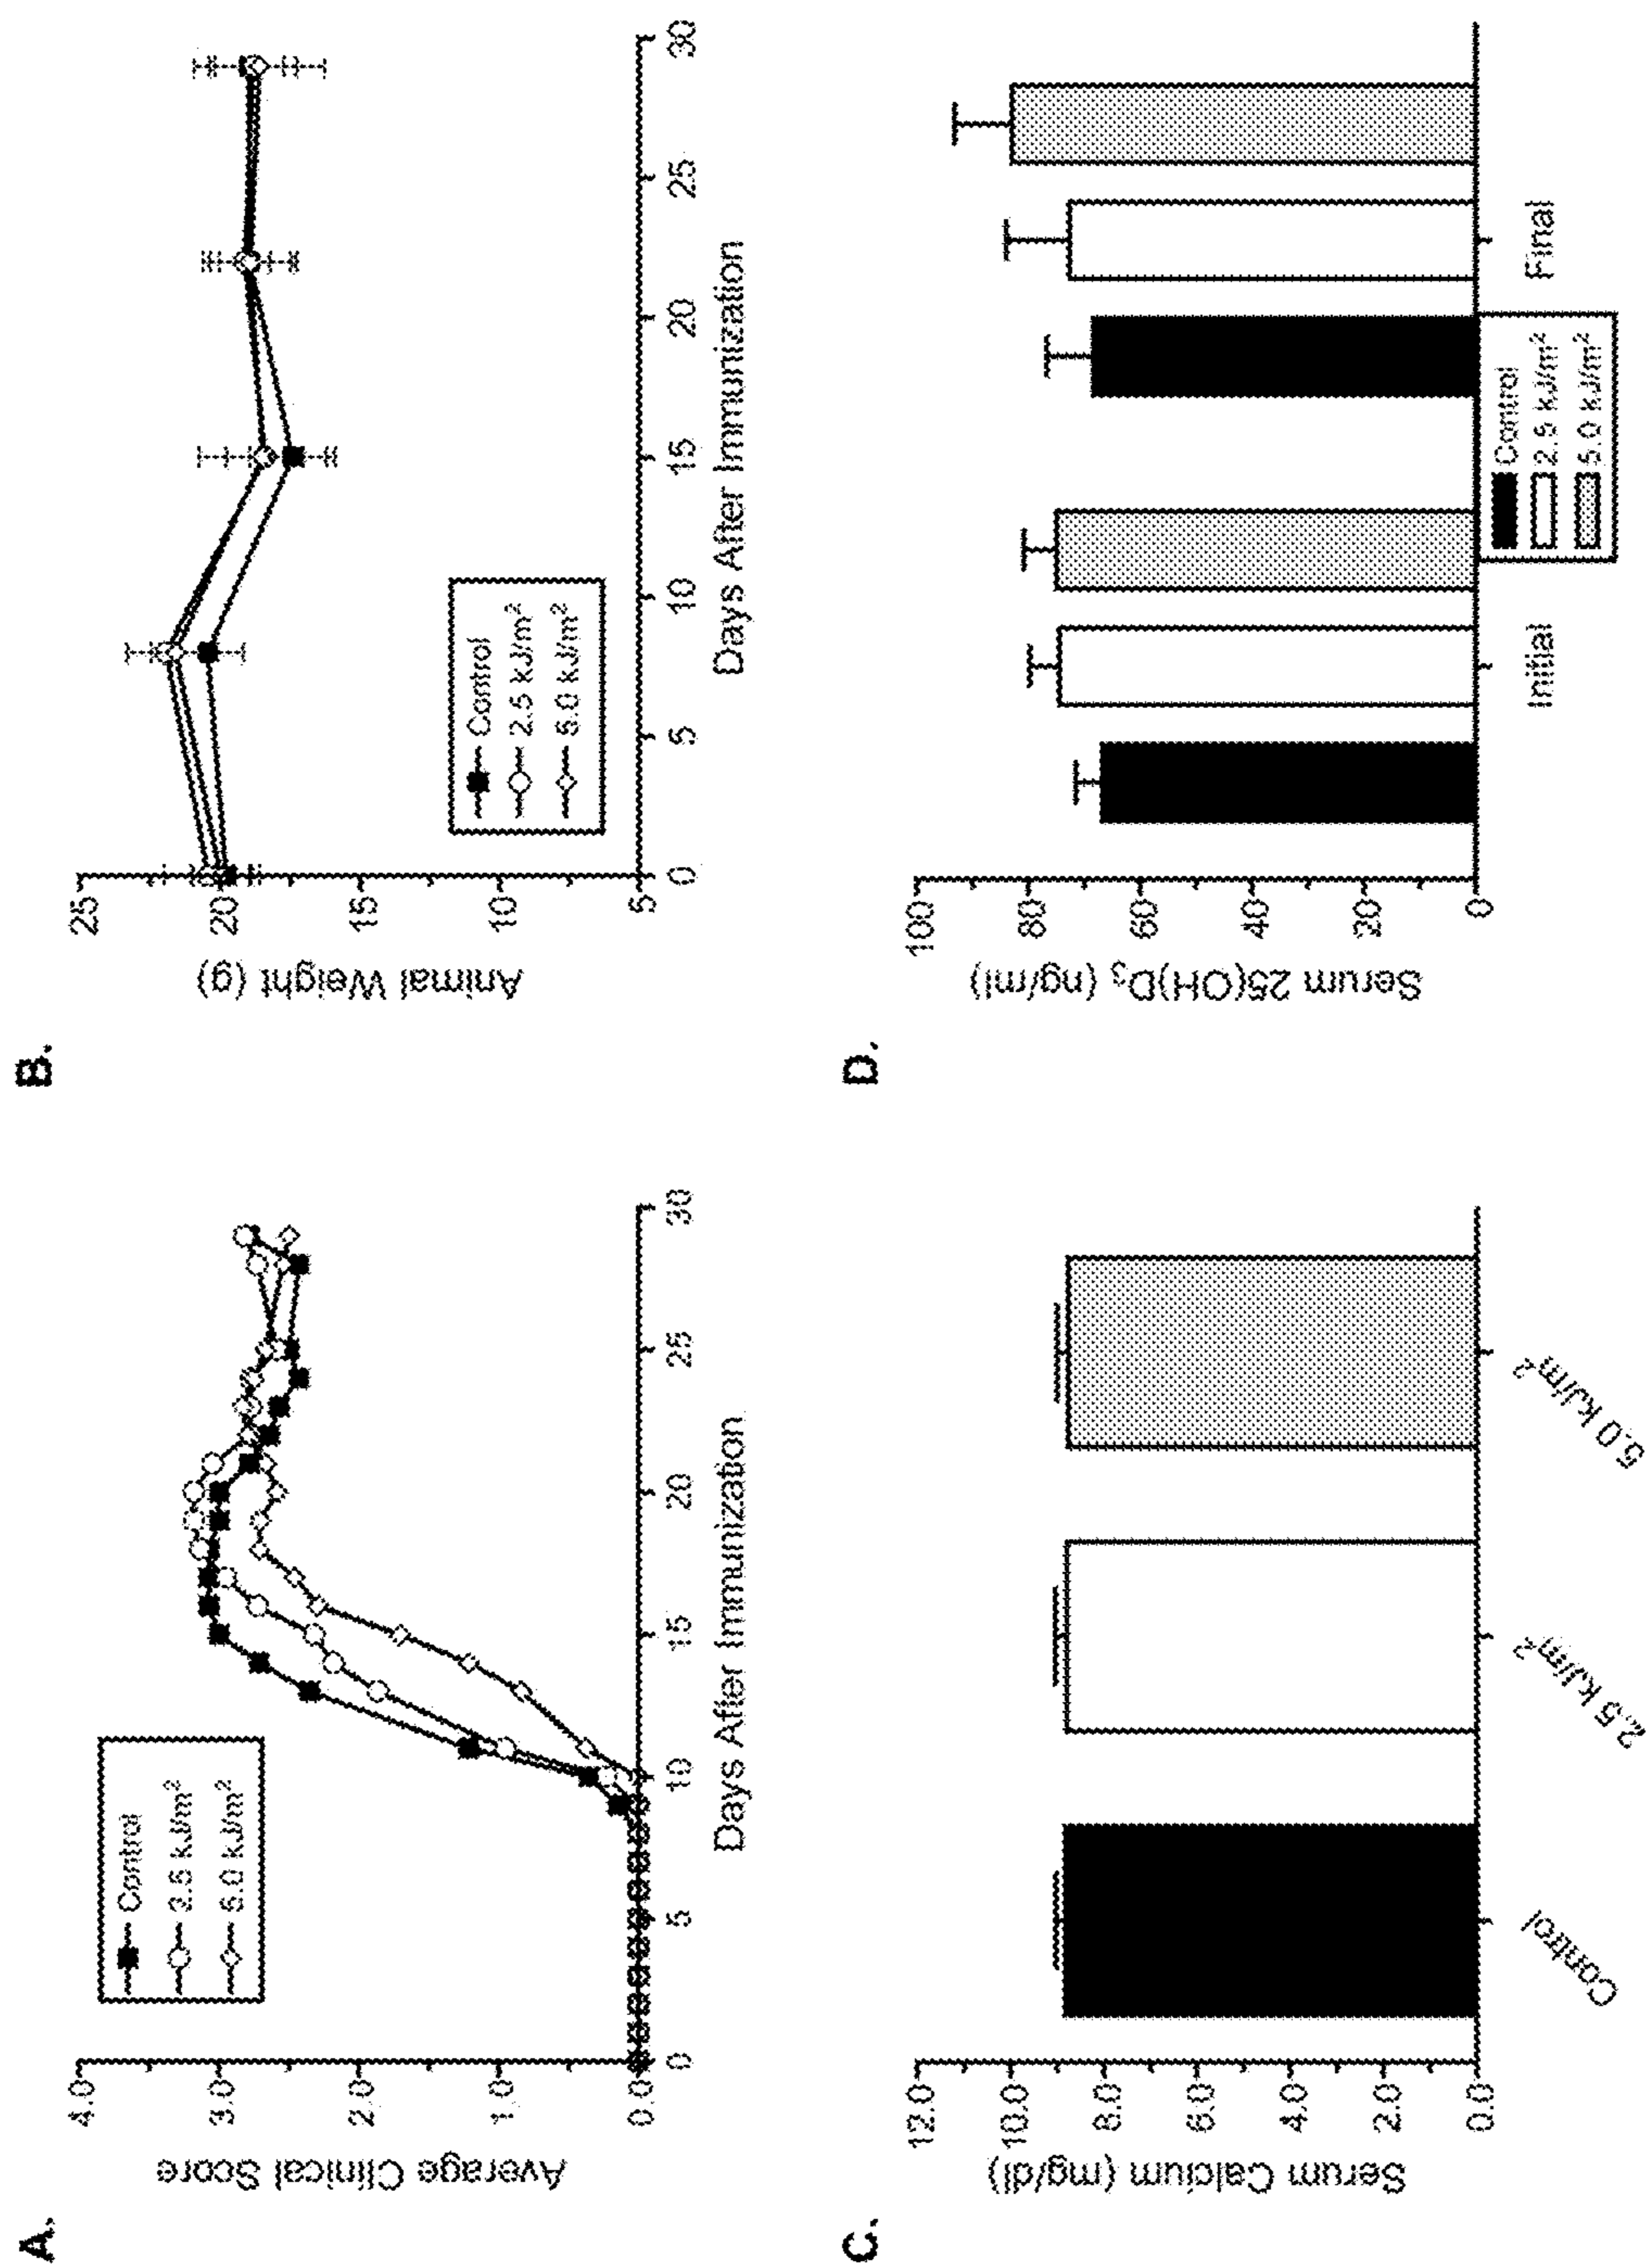 A.
Average Clinical Score
4.0
3.0
2.0
1.0
0.0
0
5
10
15
20
25
30
Days After Immunization
Control
2.5 kJ/m²
5.0 kJ/m²
B.
Animal Weight (g)
25
20
15
10
5
0
5
10
15
20
25
30
Days After Immunization
Control
2.5 kJ/m²
5.0 kJ/m²
C.
Serum Calcium (mg/dl)
12.0
10.0
8.0
6.0
4.0
2.0
0.0
Control
2.5 kJ/m²
5.0 kJ/m²
D.
Serum 25(OH)D₃ (ng/ml)
100
80
60
40
20
0
Initial
Final
Control
2.5 kJ/m²
5.0 kJ/m²